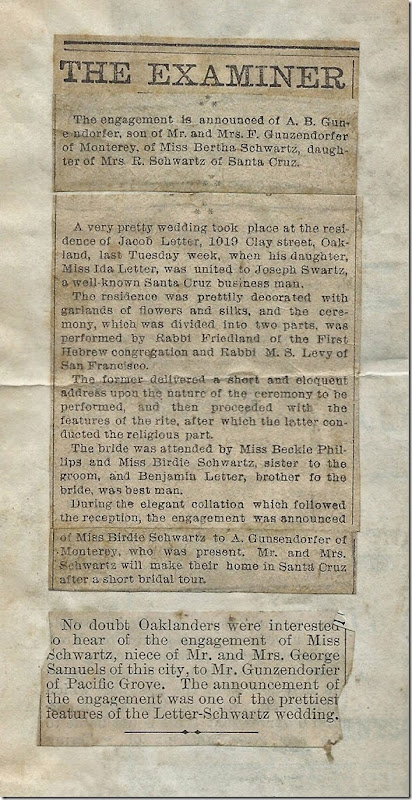 THE EXAMINER
The engagement is announced of A. B. Gun-
endorfer, son of Mr. and Mrs. F. Gunzendorfer
of Monterey, of Miss Bertha Schwartz, daugh-
ter of Mrs. R. Schwartz of Santa Cruz.
A very pretty wedding took place at the resi-
dence of Jacob Letter, 1019 Clay street, Oak-
land, last Tuesday week, when his daughter,
Miss Ida Letter, was united to Joseph Swartz,
a well-known Santa Cruz business man.
The residence was prettily decorated with
garlands of flowers and silks, and the cere-
mony, which was divided into two parts, was
performed by Rabbi Friedland of the First
Hebrew congregation and Rabbi M. S. Levy of
San Francisco.
The former delivered a short and eloquent
address upon the nature of the ceremony to be
performed, and then proceeded with the
features of the rite, after which the latter con-
ducted the religious part.
The bride was attended by Miss Beckie Phil-
lips and Miss Birdie Schwartz, sister to the
groom, and Benjamin Letter, brother fo the
bride, was best man.
During the elegant collation which followed
the reception, the engagement was announced
of Miss Birdie Schwartz to A. Gunsendorfer of
Monterey, who was present. Mr. and Mrs.
Schwartz will make their home in Santa Cruz
after a short bridal tour.
No doubt Oaklanders were interested
to hear of the engagement of Miss
Schwartz, niece of Mr. and Mrs. George
Samuels of this city, to Mr. Gunzendorfer
of Pacific Grove. The announcement of
the engagement was one of the prettiest
features of the Letter-Schwartz wedding.